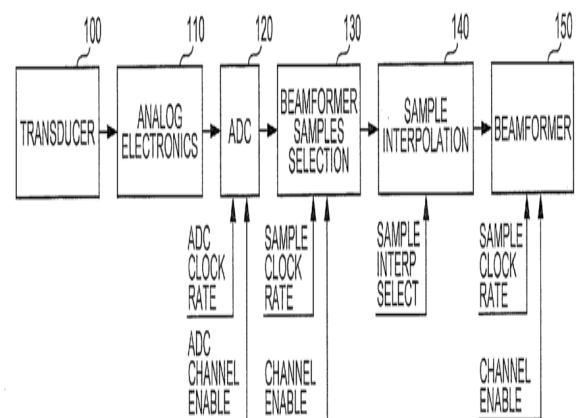 100
110
120
130
140
150
TRANSDUCER
ANALOG
ELECTRONICS
ADC
BEAMFORMER
SAMPLES
SELECTION
SAMPLE
INTERPOLATION
BEAMFORMER
ADC
CLOCK
RATE
SAMPLE
CLOCK
RATE
SAMPLE
INTERP
SELECT
SAMPLE
CLOCK
RATE
ADC
CHANNEL
ENABLE
CHANNEL
ENABLE
CHANNEL
ENABLE